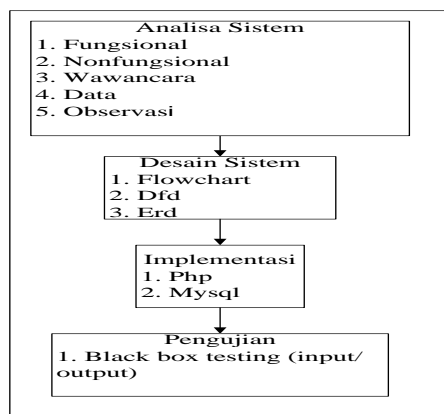 Analisa Sistem
1. Fungsional
2. Nonfungsional
3. Wawancara
4. Data
5. Observasi
Desain Sistem
1. Flowchart
2. Dfd
3. Erd
Implementasi
1. Php
2. Mysql
Pengujian
1. Black box testing (input/
output)